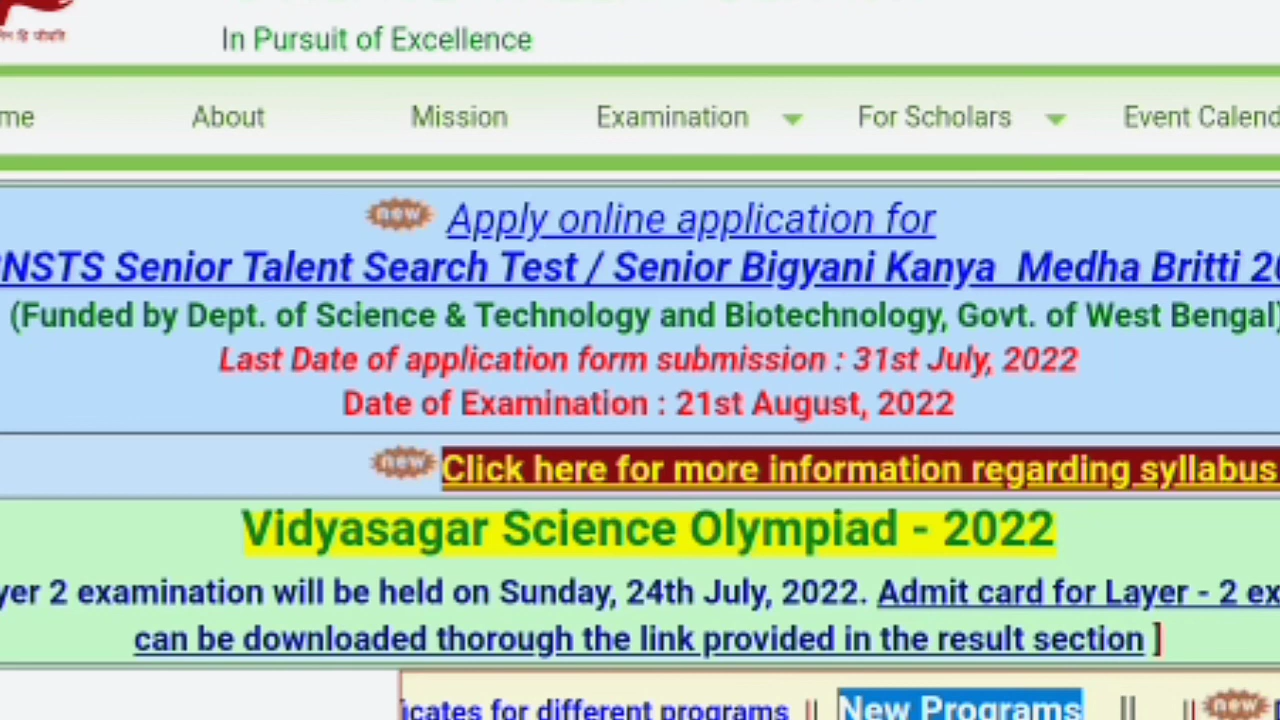 In Pursuit of Excellence
me About Mission Examination For Scholars Event Calend
new Apply online application for
NSTS Senior Talent Search Test / Senior Bigyani Kanya Medha Britti 20
(Funded by Dept. of Science & Technology and Biotechnology, Govt. of West Bengal)
Last Date of application form submission : 31st July, 2022
Date of Examination : 21st August, 2022
new Click here for more information regarding syllabus
Vidyasagar Science Olympiad - 2022
yer 2 examination will be held on Sunday, 24th July, 2022. Admit card for Layer - 2 ex
can be downloaded thorough the link provided in the result section ]
icates for different programs || New Programs || || new